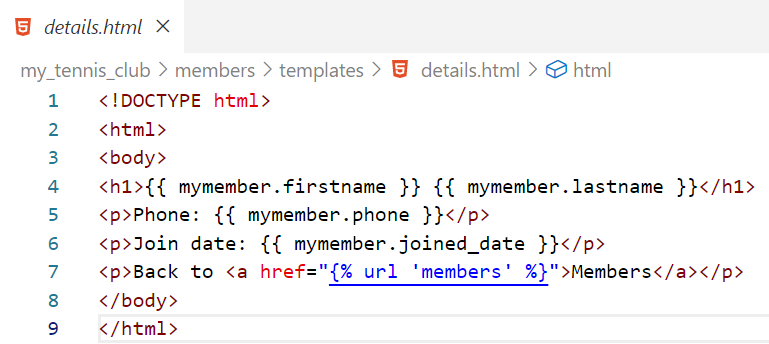 details.html
my_tennis_club > members > templates > details.html > html
1 <!DOCTYPE html>
2 <html>
3 <body>
4 <h1>{{ mymember.firstname }} {{ mymember.lastname }}</h1>
5 <p>Phone: {{ mymember.phone }}</p>
6 <p>Join date: {{ mymember.joined_date }}</p>
7 <p>Back to <a href="{% url 'members' %}">Members</a></p>
8 </body>
9 </html>